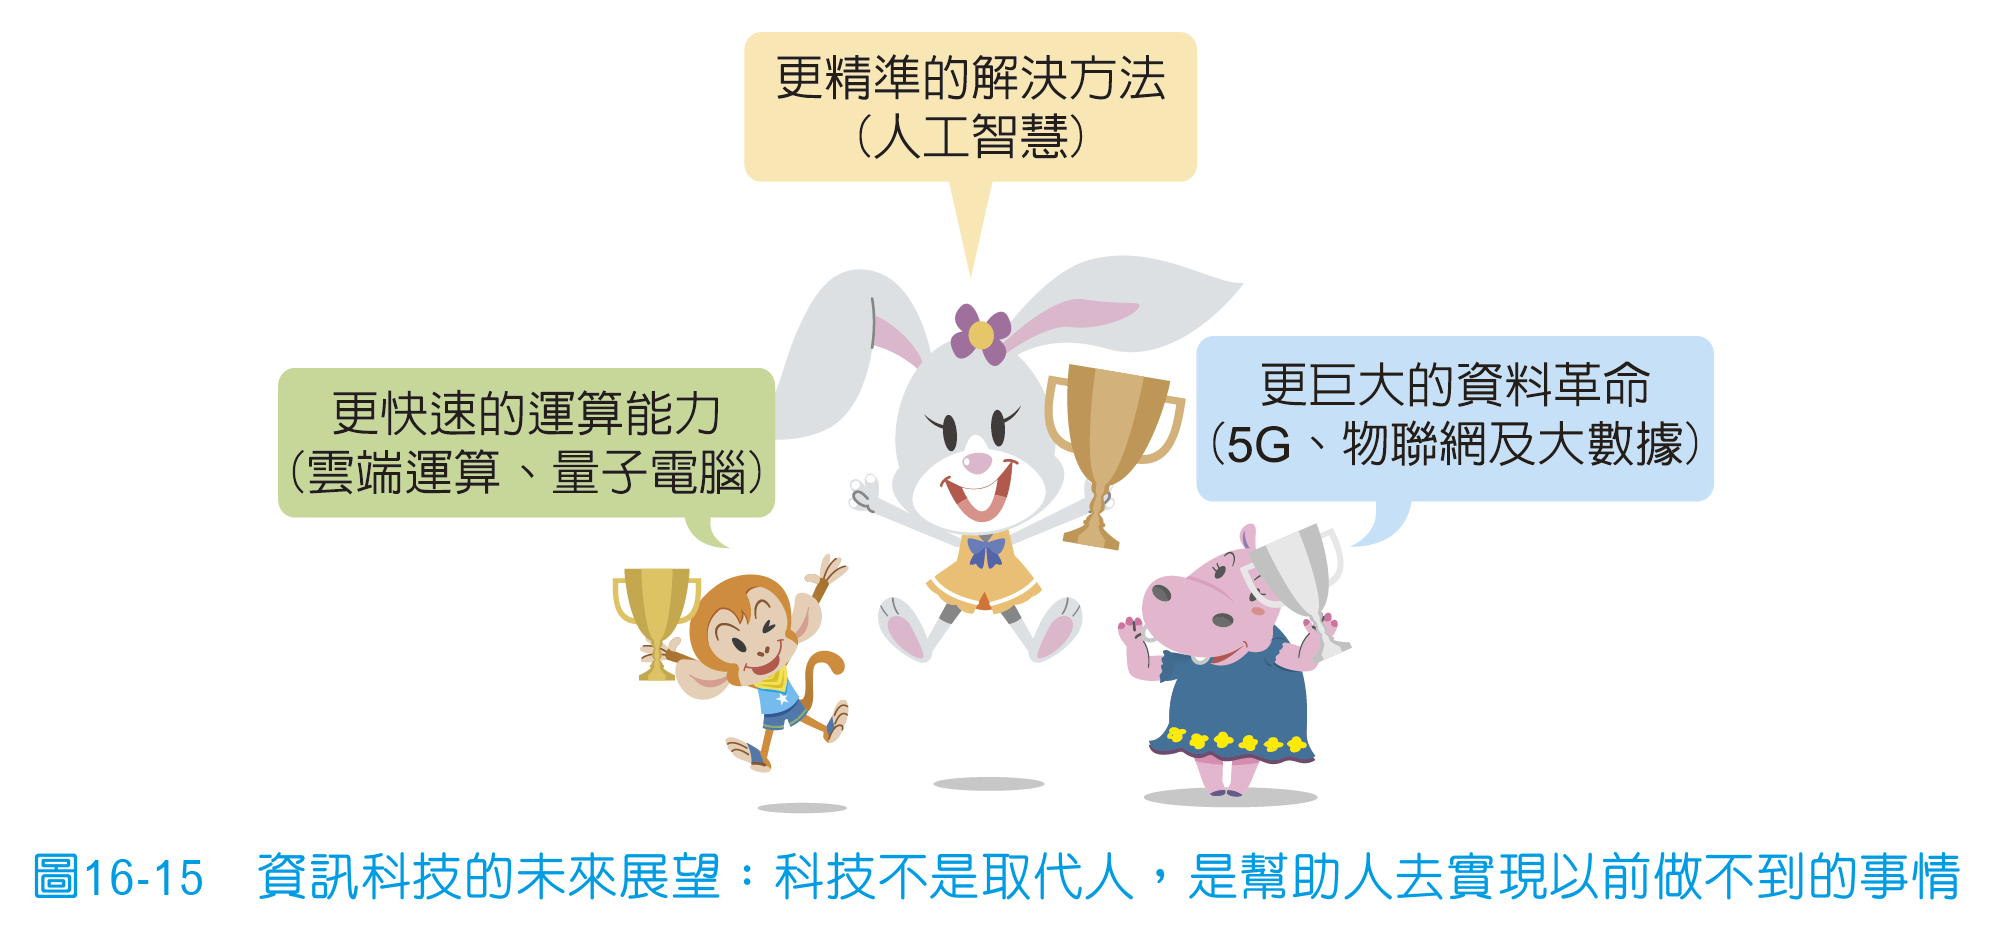 更精準的解決方法
（人工智慧）
更快速的運算能力
（雲端運算、量子電腦）
更巨大的資料革命
（5G、物聯網及大數據）
圖16-15　資訊科技的未來展望：科技不是取代人，是幫助人去實現以前做不到的事情